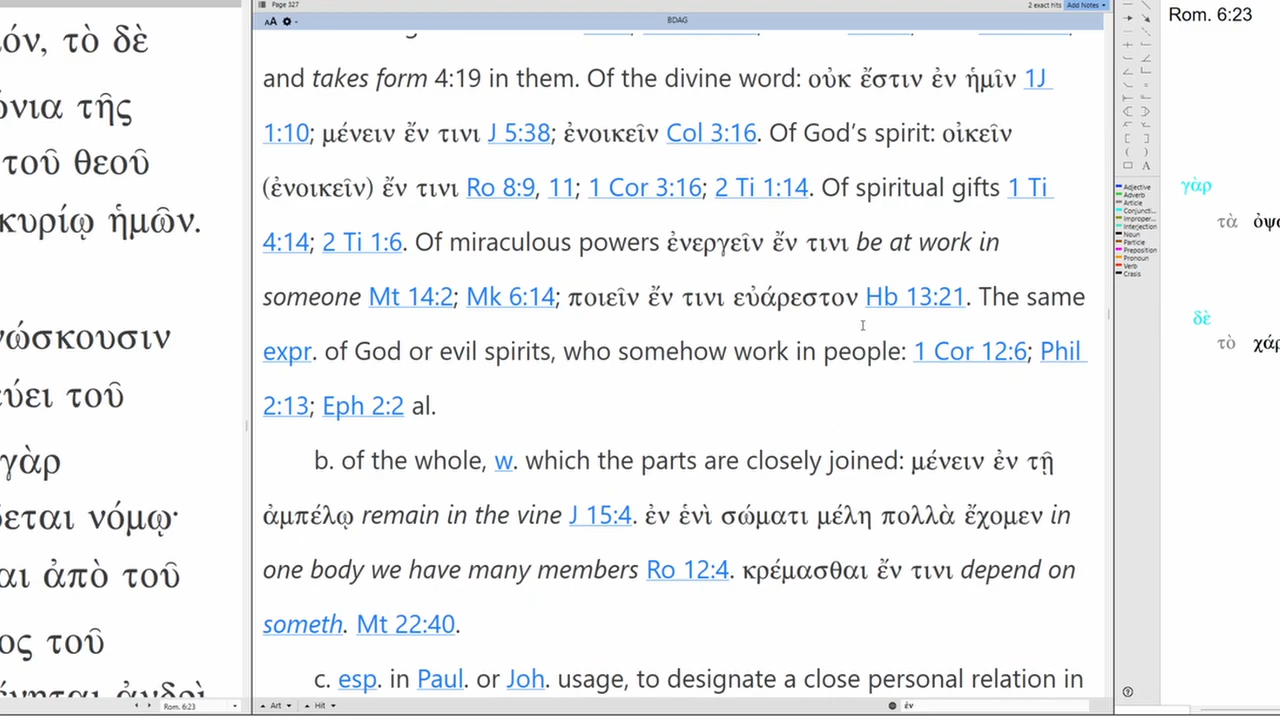 Page 327
2 exact hits
Add Notes
AA
BDAG
and takes form 4:19 in them. Of the divine word: οὐκ ἔστιν ἐν ἡμῖν 1J
1:10; μένειν ἔν τινι J 5:38; ἐνοικεῖν Col 3:16. Of God’s spirit: οἰκεῖν
(ἐνοικεῖν) ἔν τινι Ro 8:9, 11; 1 Cor 3:16; 2 Ti 1:14. Of spiritual gifts 1 Ti
4:14; 2 Ti 1:6. Of miraculous powers ἐνεργεῖν ἔν τινι be at work in
someone Mt 14:2; Mk 6:14; ποιεῖν ἔν τινι εὐάρεστον Hb 13:21. The same
expr. of God or evil spirits, who somehow work in people: 1 Cor 12:6; Phil
2:13; Eph 2:2 al.
b. of the whole, w. which the parts are closely joined: μένειν ἐν τῇ
ἀμπέλῳ remain in the vine J 15:4. ἐν ἑνὶ σώματι μέλη πολλὰ ἔχομεν in
one body we have many members Ro 12:4. κρέμασθαι ἔν τινι depend on
someth. Mt 22:40.
c. esp. in Paul. or Joh. usage, to designate a close personal relation in
Art
Hit
ἐν
όν, τὸ δὲ
όνια τῆς
τοῦ θεοῦ
κυρίῳ ἡμῶν.
νώσκουσιν
εύει τοῦ
γὰρ
δεται νόμῳ·
αι ἀπὸ τοῦ
ος τοῦ
Rom. 6:23
Rom. 6:23
Adjective
Adverb
Article
Conjuncti...
Improper...
Interjection
Noun
Particle
Preposition
Pronoun
Verb
Crasis
γὰρ
τὰ ὀψ
δὲ
τὸ χάρ